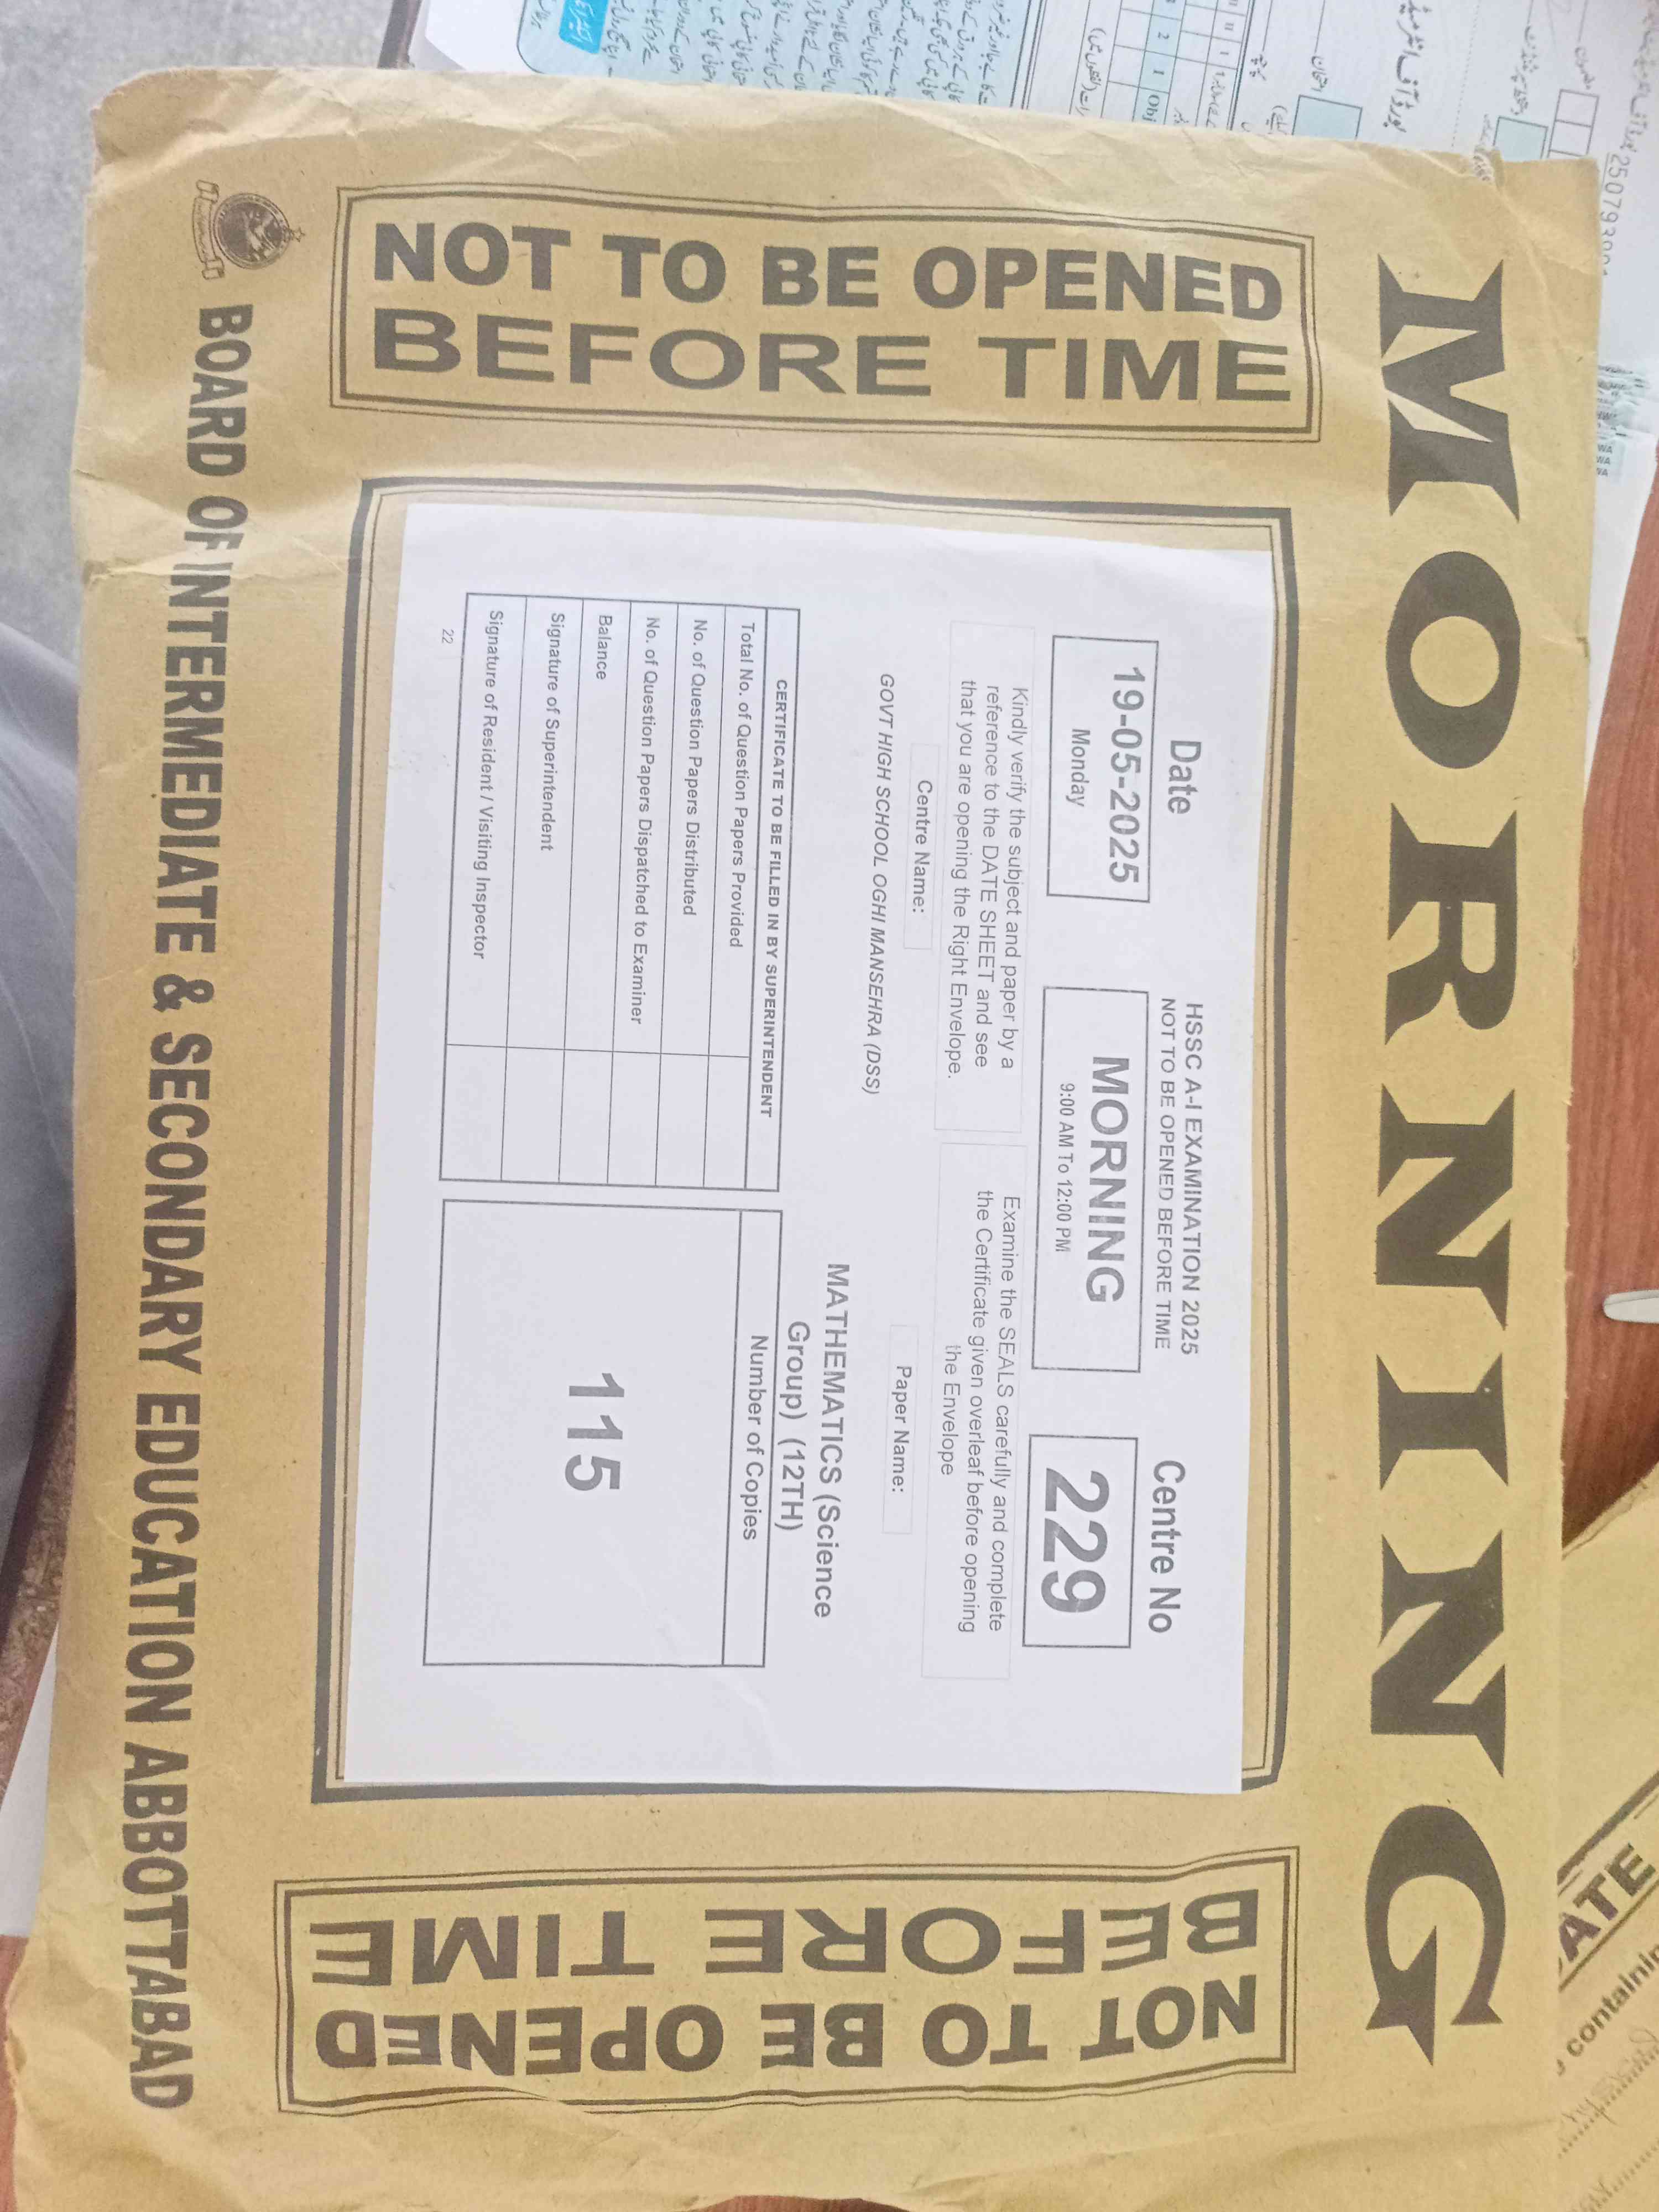 MORNING
NOT TO BE OPENED
BEFORE TIME
Date
19-05-2025
Monday
HSSC A-I EXAMINATION 2025
NOT TO BE OPENED BEFORE TIME
MORNING
9:00 AM To 12:00 PM
Centre No
229
Kindly verify the subject and paper by a
reference to the DATE SHEET and see
that you are opening the Right Envelope.
Examine the SEALS carefully and complete
the Certificate given overleaf before opening
the Envelope
Centre Name:
GOVT HIGH SCHOOL OGHI MANSEHRA (DSS)
Paper Name:
MATHEMATICS (Science
Group) (12TH)
CERTIFICATE TO BE FILLED IN BY SUPERINTENDENT
Total No. of Question Papers Provided
No. of Question Papers Distributed
No. of Question Papers Dispatched to Examiner
Balance
Signature of Superintendent
Signature of Resident / Visiting Inspector
22
Number of Copies
115
NOT TO BE OPENED
BEFORE TIME
BOARD OF INTERMEDIATE & SECONDARY EDUCATION ABBOTTABAD
2 1 Obj
امتحان
ATE
containin